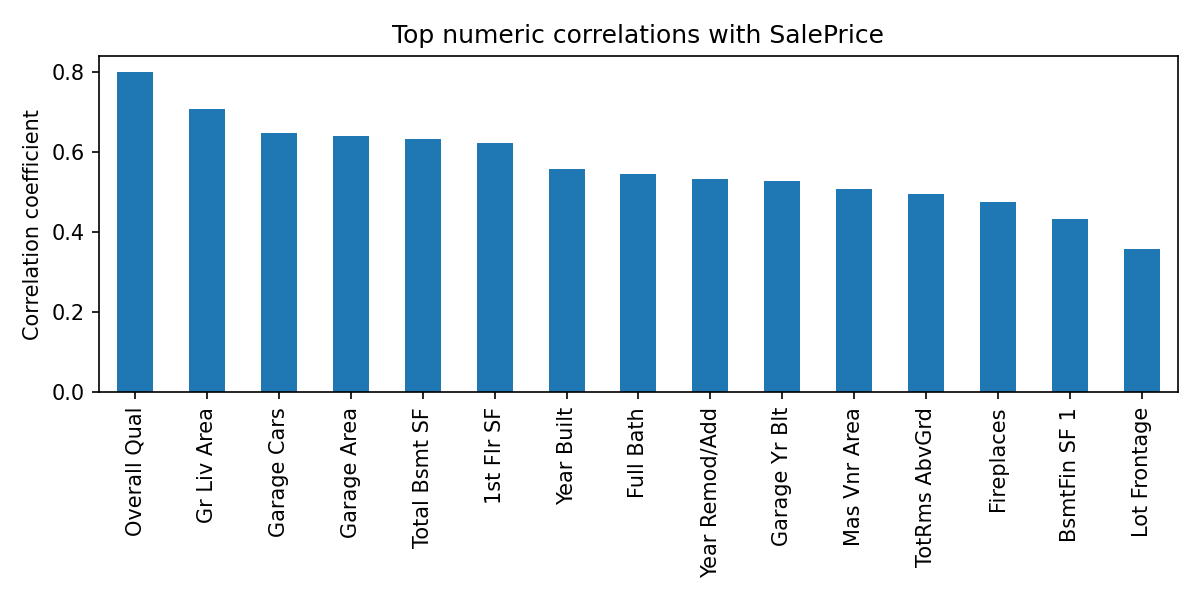 Top numeric correlations with SalePrice
Correlation coefficient
0.8
0.6
0.4
0.2
0.0
Overall Qual
Gr Liv Area
Garage Cars
Garage Area
Total Bsmt SF
1st Flr SF
Year Built
Full Bath
Year Remod/Add
Garage Yr Blt
Mas Vnr Area
TotRms AbvGrd
Fireplaces
BsmtFin SF 1
Lot Frontage